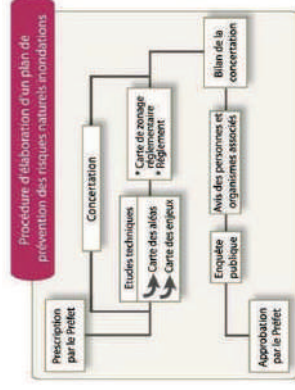 Procédure d'élaboration d'un plan de
prévention des risques naturels inondations
Prescription
par le Préfet
Concertation
Etudes techniques
Carte des aléas
Carte des enjeux
* Carte de zonage
réglementaire
* Règlement
Bilan de la
concertation
Avis des personnes et
organismes associés
Enquête
publique
Approbation
par le Préfet